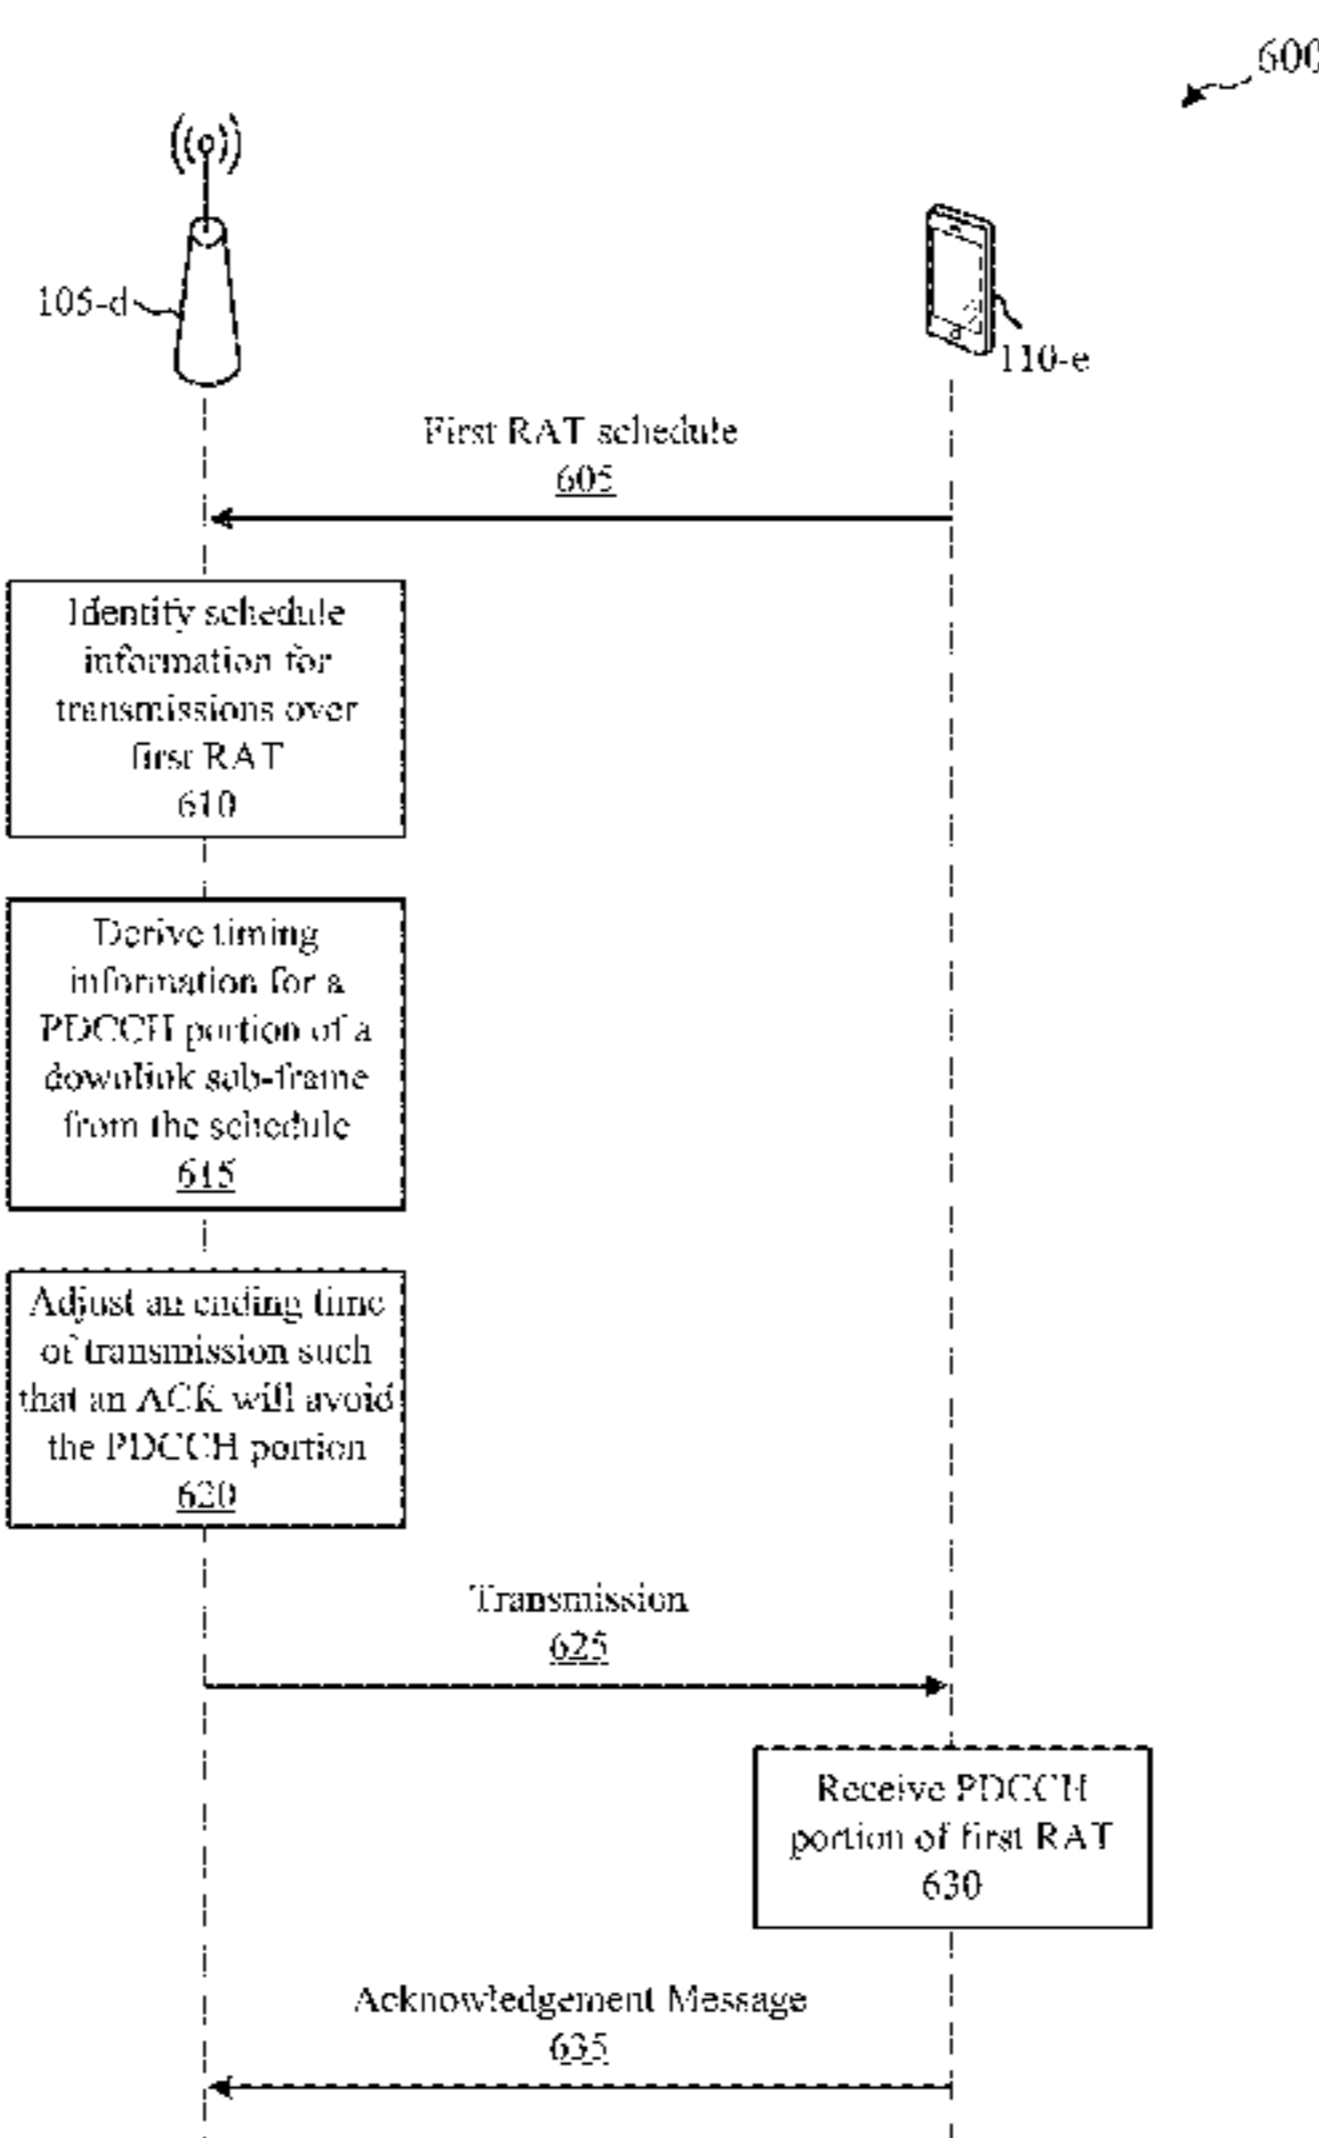 600
105-d
110-e
First RAT schedule
605
Identify schedule
information for
transmissions over
first RAT
610
Derive timing
information for a
PDCCH portion of a
downlink sub-frame
from the schedule
615
Adjust an ending time
of transmission such
that an ACK will avoid
the PDCCH portion
620
Transmission
625
Receive PDCCH
portion of first RAT
630
Acknowledgement Message
635